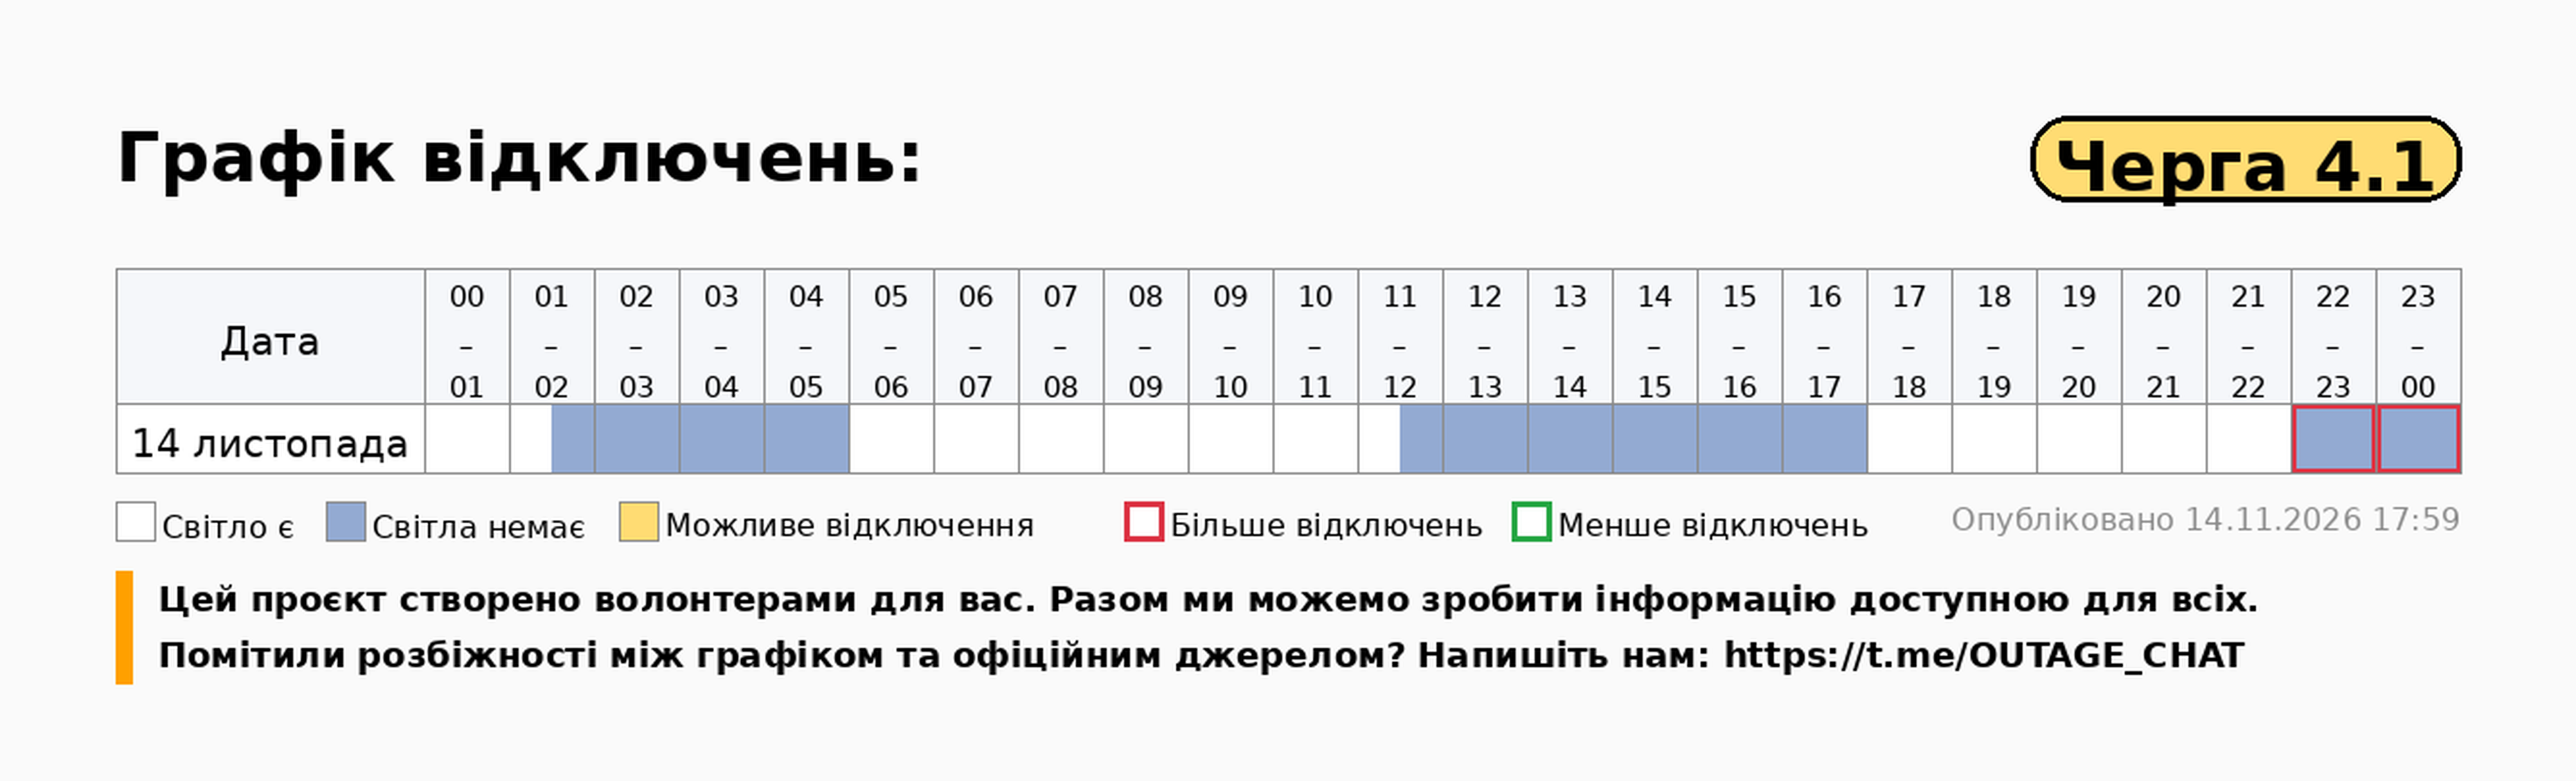 Графік відключень:
Черга 4.1
Дата
00 – 01
01 – 02
02 – 03
03 – 04
04 – 05
05 – 06
06 – 07
07 – 08
08 – 09
09 – 10
10 – 11
11 – 12
12 – 13
13 – 14
14 – 15
15 – 16
16 – 17
17 – 18
18 – 19
19 – 20
20 – 21
21 – 22
22 – 23
23 – 00
14 листопада
Світло є
Світла немає
Можливе відключення
Більше відключень
Менше відключень
Опубліковано 14.11.2026 17:59
Цей проєкт створено волонтерами для вас. Разом ми можемо зробити інформацію доступною для всіх.
Помітили розбіжності між графіком та офіційним джерелом? Напишіть нам: https://t.me/OUTAGE_CHAT